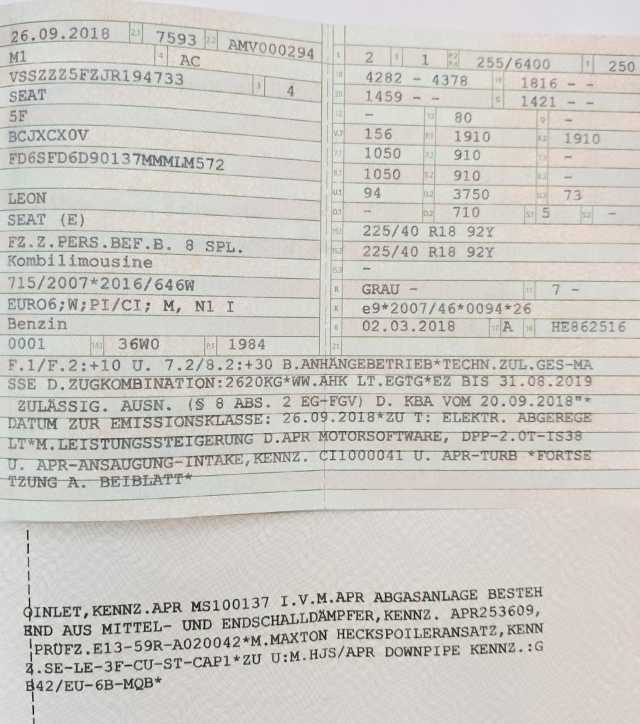 26.09.2018 2.1 7593 2.2 AMV000294
M1 4 AC
VSSZZZ5FZJR194733 3 4
SEAT
5F
BCJXCX0V
FD6SFD6D90137MMMLM572
LEON
SEAT (E)
FZ.Z.PERS.BEF.B. 8 SPL.
Kombilimousine
715/2007*2016/646W
EURO6;W;PI/CI; M, N1 I
Benzin
0001 36W0 1984
2 1 255/6400 250
4282 - 4378 1816 - -
1459 - - 1421 - -
- 80 -
156 1910 1910
1050 910 -
1050 910 -
94 3750 73
- 710 5 -
225/40 R18 92Y
225/40 R18 92Y
-
GRAU - 7 -
e9*2007/46*0094*26
02.03.2018 A HE862516
F.1/F.2:+10 U. 7.2/8.2:+30 B.ANHÄNGEBETRIEB*TECHN.ZUL.GES-MA
SSE D.ZUGKOMBINATION:2620KG*WW.AHK LT.EGTG*EZ BIS 31.08.2019
ZULÄSSIG. AUSN. (§ 8 ABS. 2 EG-FGV) D. KBA VOM 20.09.2018"*
DATUM ZUR EMISSIONSKLASSE: 26.09.2018*ZU T: ELEKTR. ABGEREGE
LT*M.LEISTUNGSSTEIGERUNG D.APR MOTORSOFTWARE, DPP-2.0T-IS38
U. APR-ANSAUGUNG-INTAKE,KENNZ. CI1000041 U. APR-TURB *FORTSE
TZUNG A. BEIBLATT*
OINLET,KENNZ.APR MS100137 I.V.M.APR ABGASANLAGE BESTEH
END AUS MITTEL- UND ENDSCHALLDÄMPFER,KENNZ. APR253609,
PRÜFZ.E13-59R-A020042*M.MAXTON HECKSPOILERANSATZ,KENN
Z.SE-LE-3F-CU-ST-CAP1*ZU U:M.HJS/APR DOWNPIPE KENNZ.:G
B42/EU-6B-MQB*